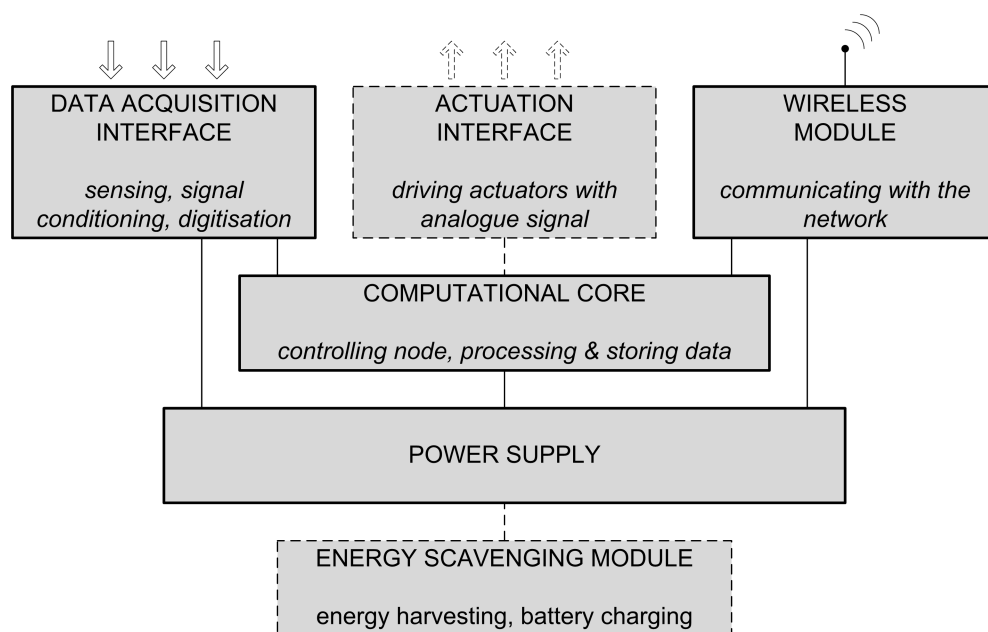 DATA ACQUISITION
INTERFACE
sensing, signal
conditioning, digitisation
ACTUATION
INTERFACE
driving actuators with
analogue signal
WIRELESS
MODULE
communicating with the
network
COMPUTATIONAL CORE
controlling node, processing & storing data
POWER SUPPLY
ENERGY SCAVENGING MODULE
energy harvesting, battery charging